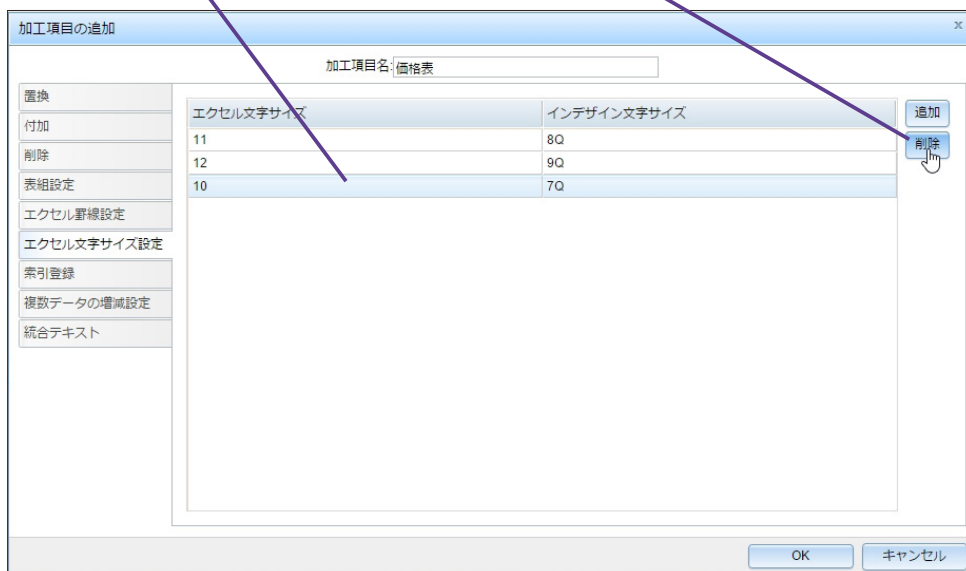 加工項目の追加 x
加工項目名: 価格表
置換
付加
削除
表組設定
エクセル罫線設定
エクセル文字サイズ設定
索引登録
複数データの増減設定
統合テキスト
エクセル文字サイズ インデザイン文字サイズ
11 8Q
12 9Q
10 7Q
追加
削除
OK キャンセル